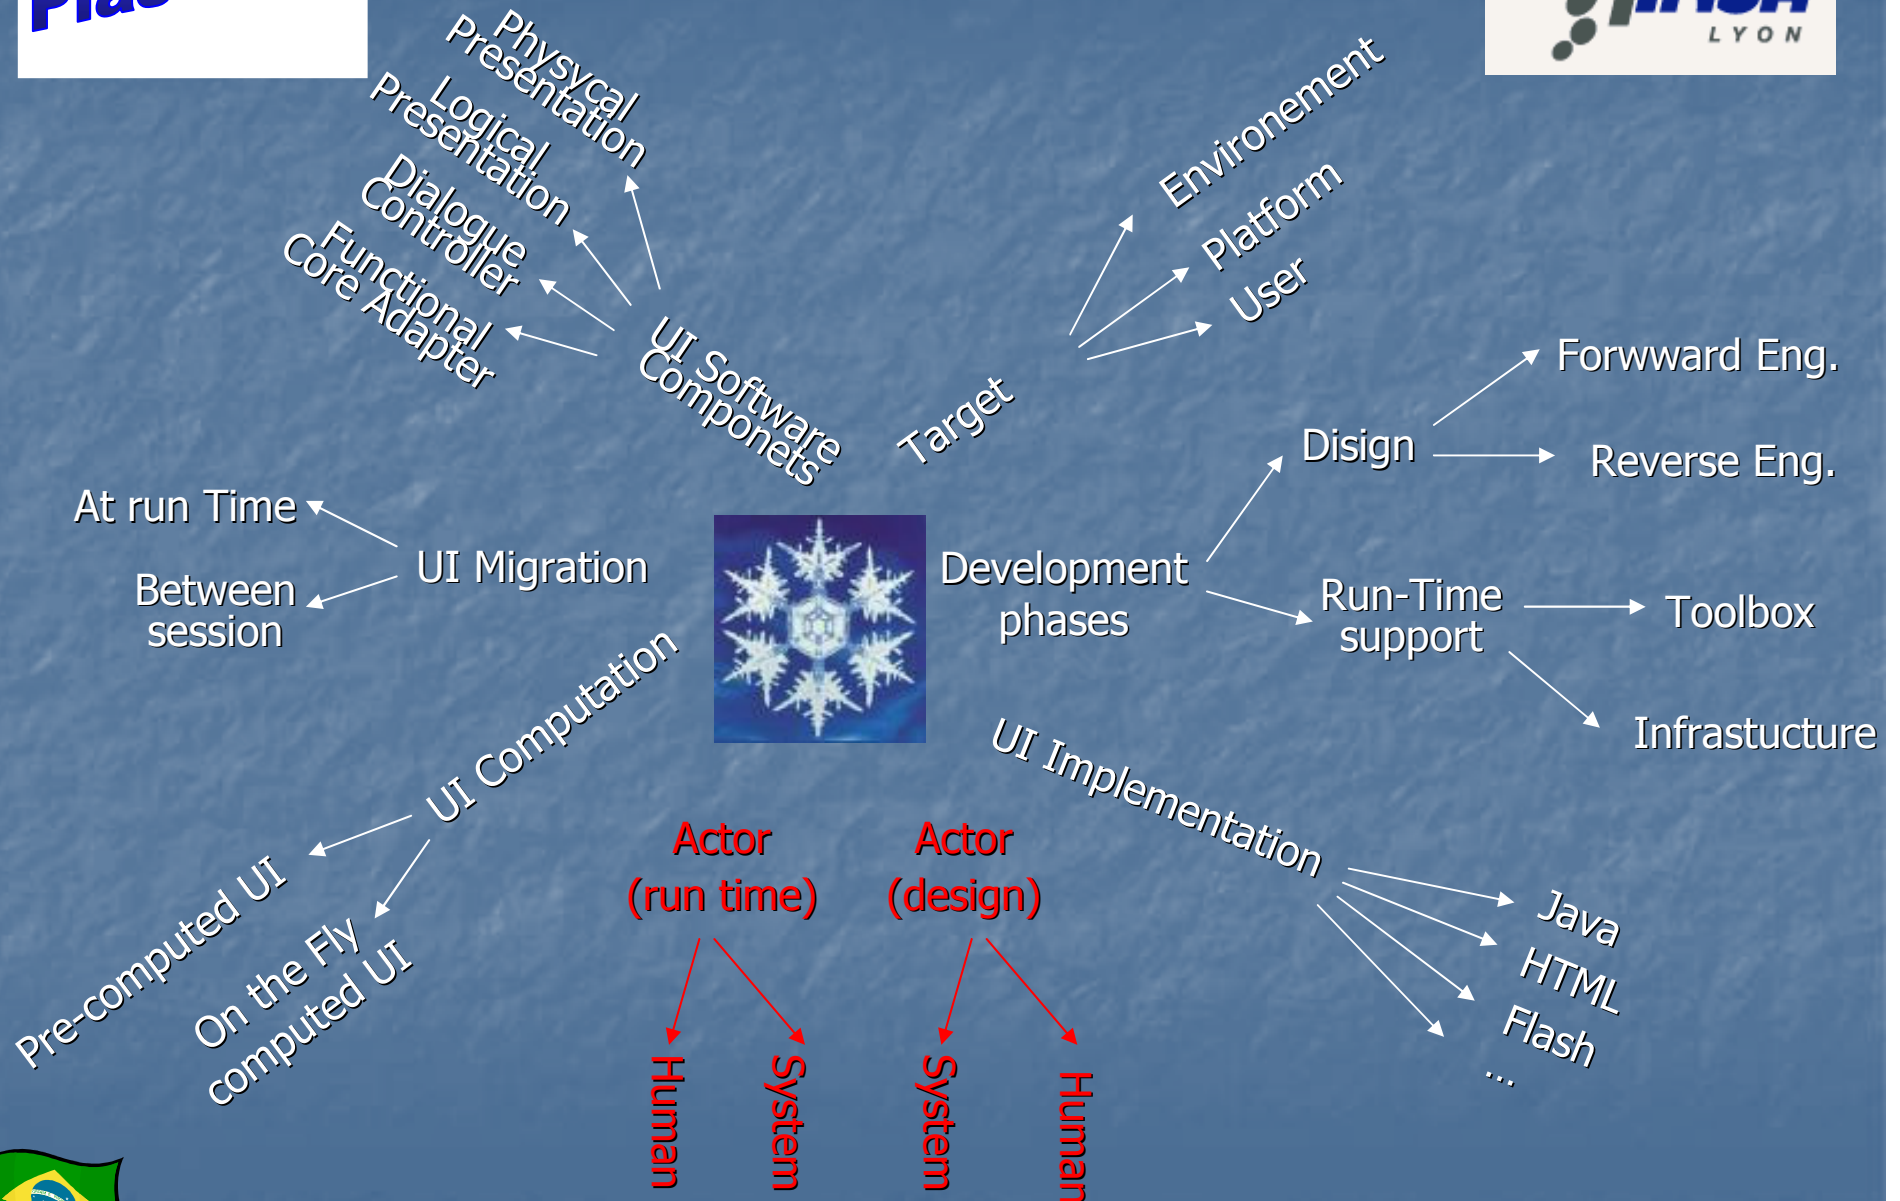 LYON
Physycal
Presentation
Logical
Presentation
Dialogue
Controller
Functional
Core Adapter
UI Software
Componets
Environement
Platform
User
Target
Forwward Eng.
Disign
Reverse Eng.
At run Time
UI Migration
Between
session
Development
phases
Run-Time
support
Toolbox
Infrastucture
UI Computation
Pre-computed UI
On the Fly
computed UI
UI Implementation
Java
HTML
Flash
...
Actor
(run time)
Human
System
Actor
(design)
System
Human